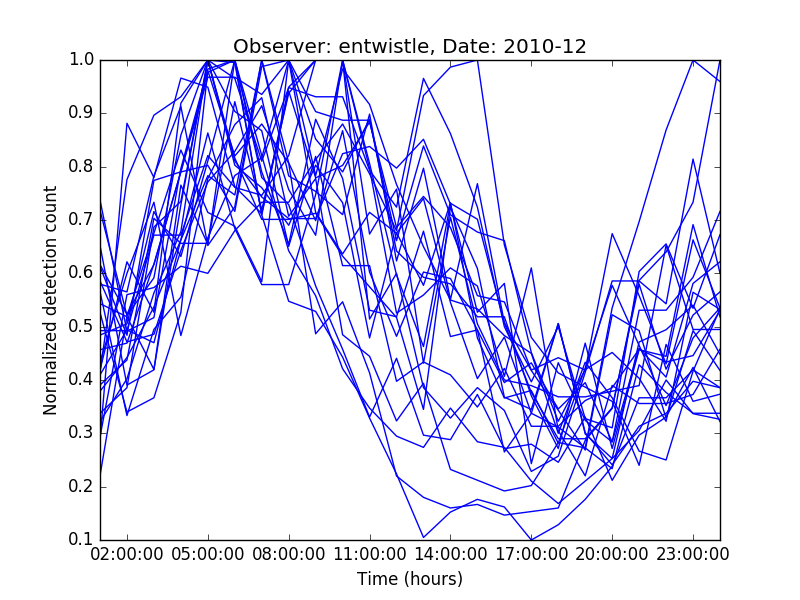 Observer: entwistle, Date: 2010-12
Normalized detection count
1.0
0.9
0.8
0.7
0.6
0.5
0.4
0.3
0.2
0.1
02:00:00 05:00:00 08:00:00 11:00:00 14:00:00 17:00:00 20:00:00 23:00:00
Time (hours)